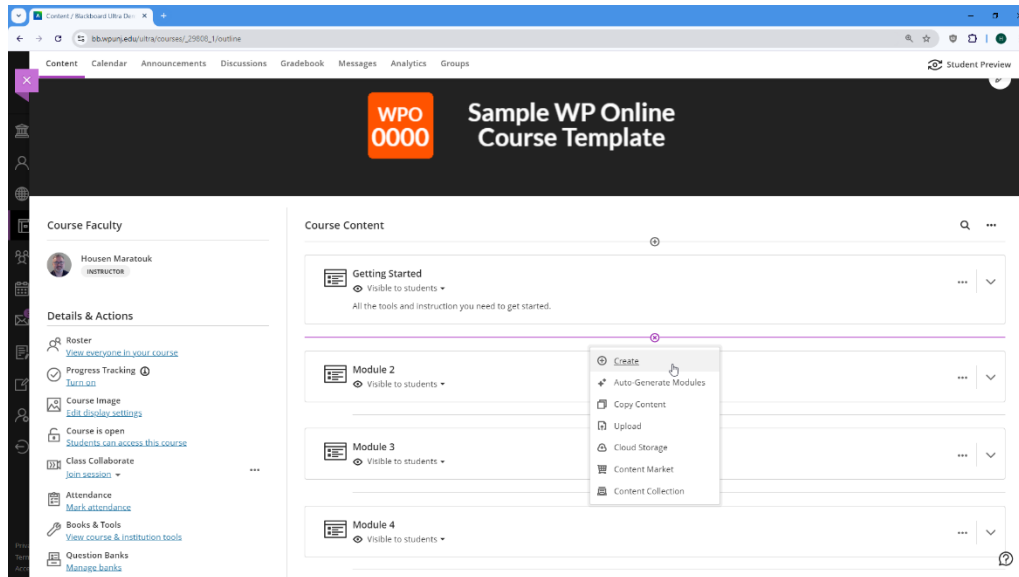 Content / Blackboard Ultra Dem
bb.wpunj.edu/ultra/courses/_29808_1/outline
Content Calendar Announcements Discussions Gradebook Messages Analytics Groups
Student Preview
WPO
0000
Sample WP Online
Course Template
Course Faculty
Housen Maratouk
INSTRUCTOR
Details & Actions
Roster
View everyone in your course
Progress Tracking
Turn on
Course Image
Edit display settings
Course is open
Students can access this course
Class Collaborate
Join session
Attendance
Mark attendance
Books & Tools
View course & institution tools
Question Banks
Manage banks
Course Content
Getting Started
Visible to students
All the tools and instruction you need to get started.
Module 2
Visible to students
Module 3
Visible to students
Module 4
Visible to students
Create
Auto-Generate Modules
Copy Content
Upload
Cloud Storage
Content Market
Content Collection